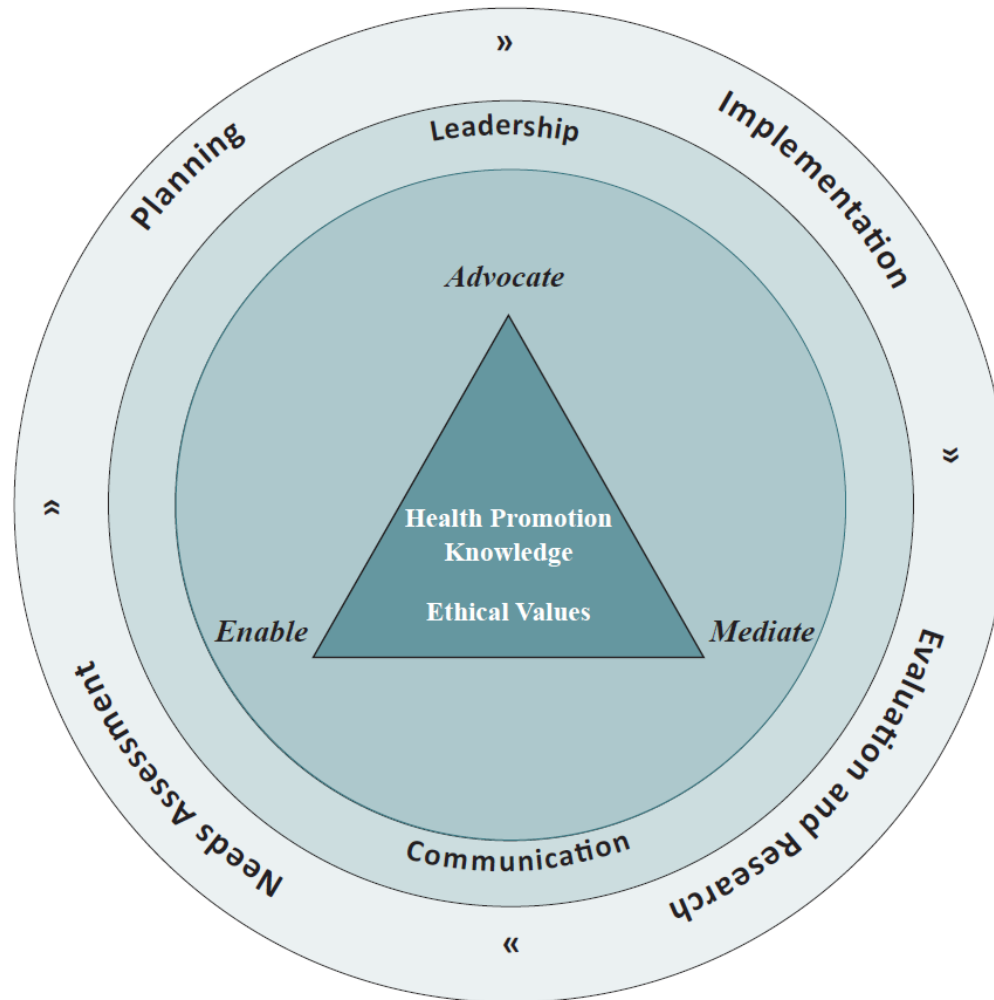 »
Planning
Implementation
Leadership
Advocate
»
»
Health Promotion
Knowledge
Ethical Values
Enable
Mediate
Needs Assessment
Evaluation and Research
Communication
»